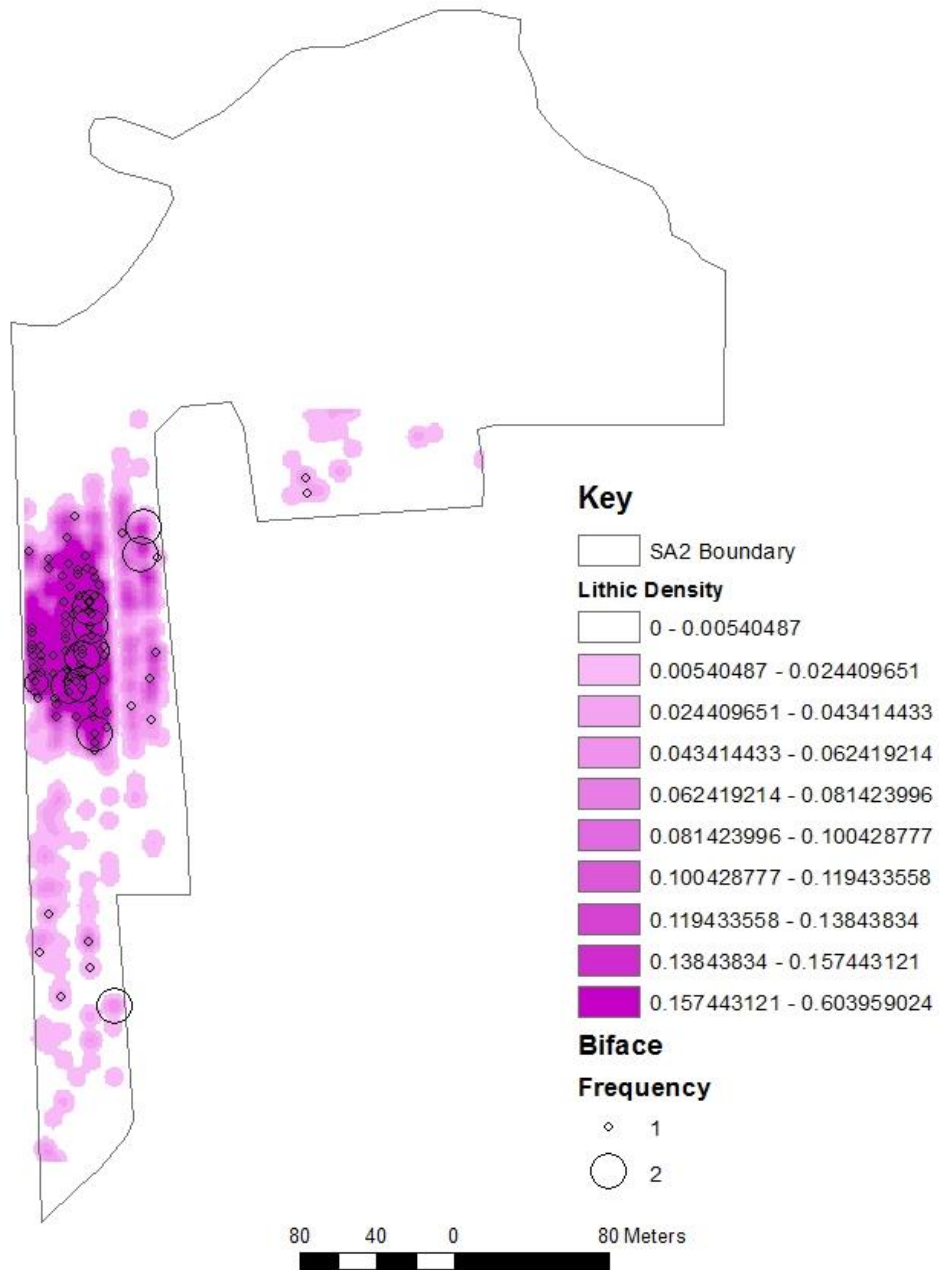 Key
SA2 Boundary
Lithic Density
0 - 0.00540487
0.00540487 - 0.024409651
0.024409651 - 0.043414433
0.043414433 - 0.062419214
0.062419214 - 0.081423996
0.081423996 - 0.100428777
0.100428777 - 0.119433558
0.119433558 - 0.13843834
0.13843834 - 0.157443121
0.157443121 - 0.603959024
Biface
Frequency
1
2
80 40 0 80 Meters